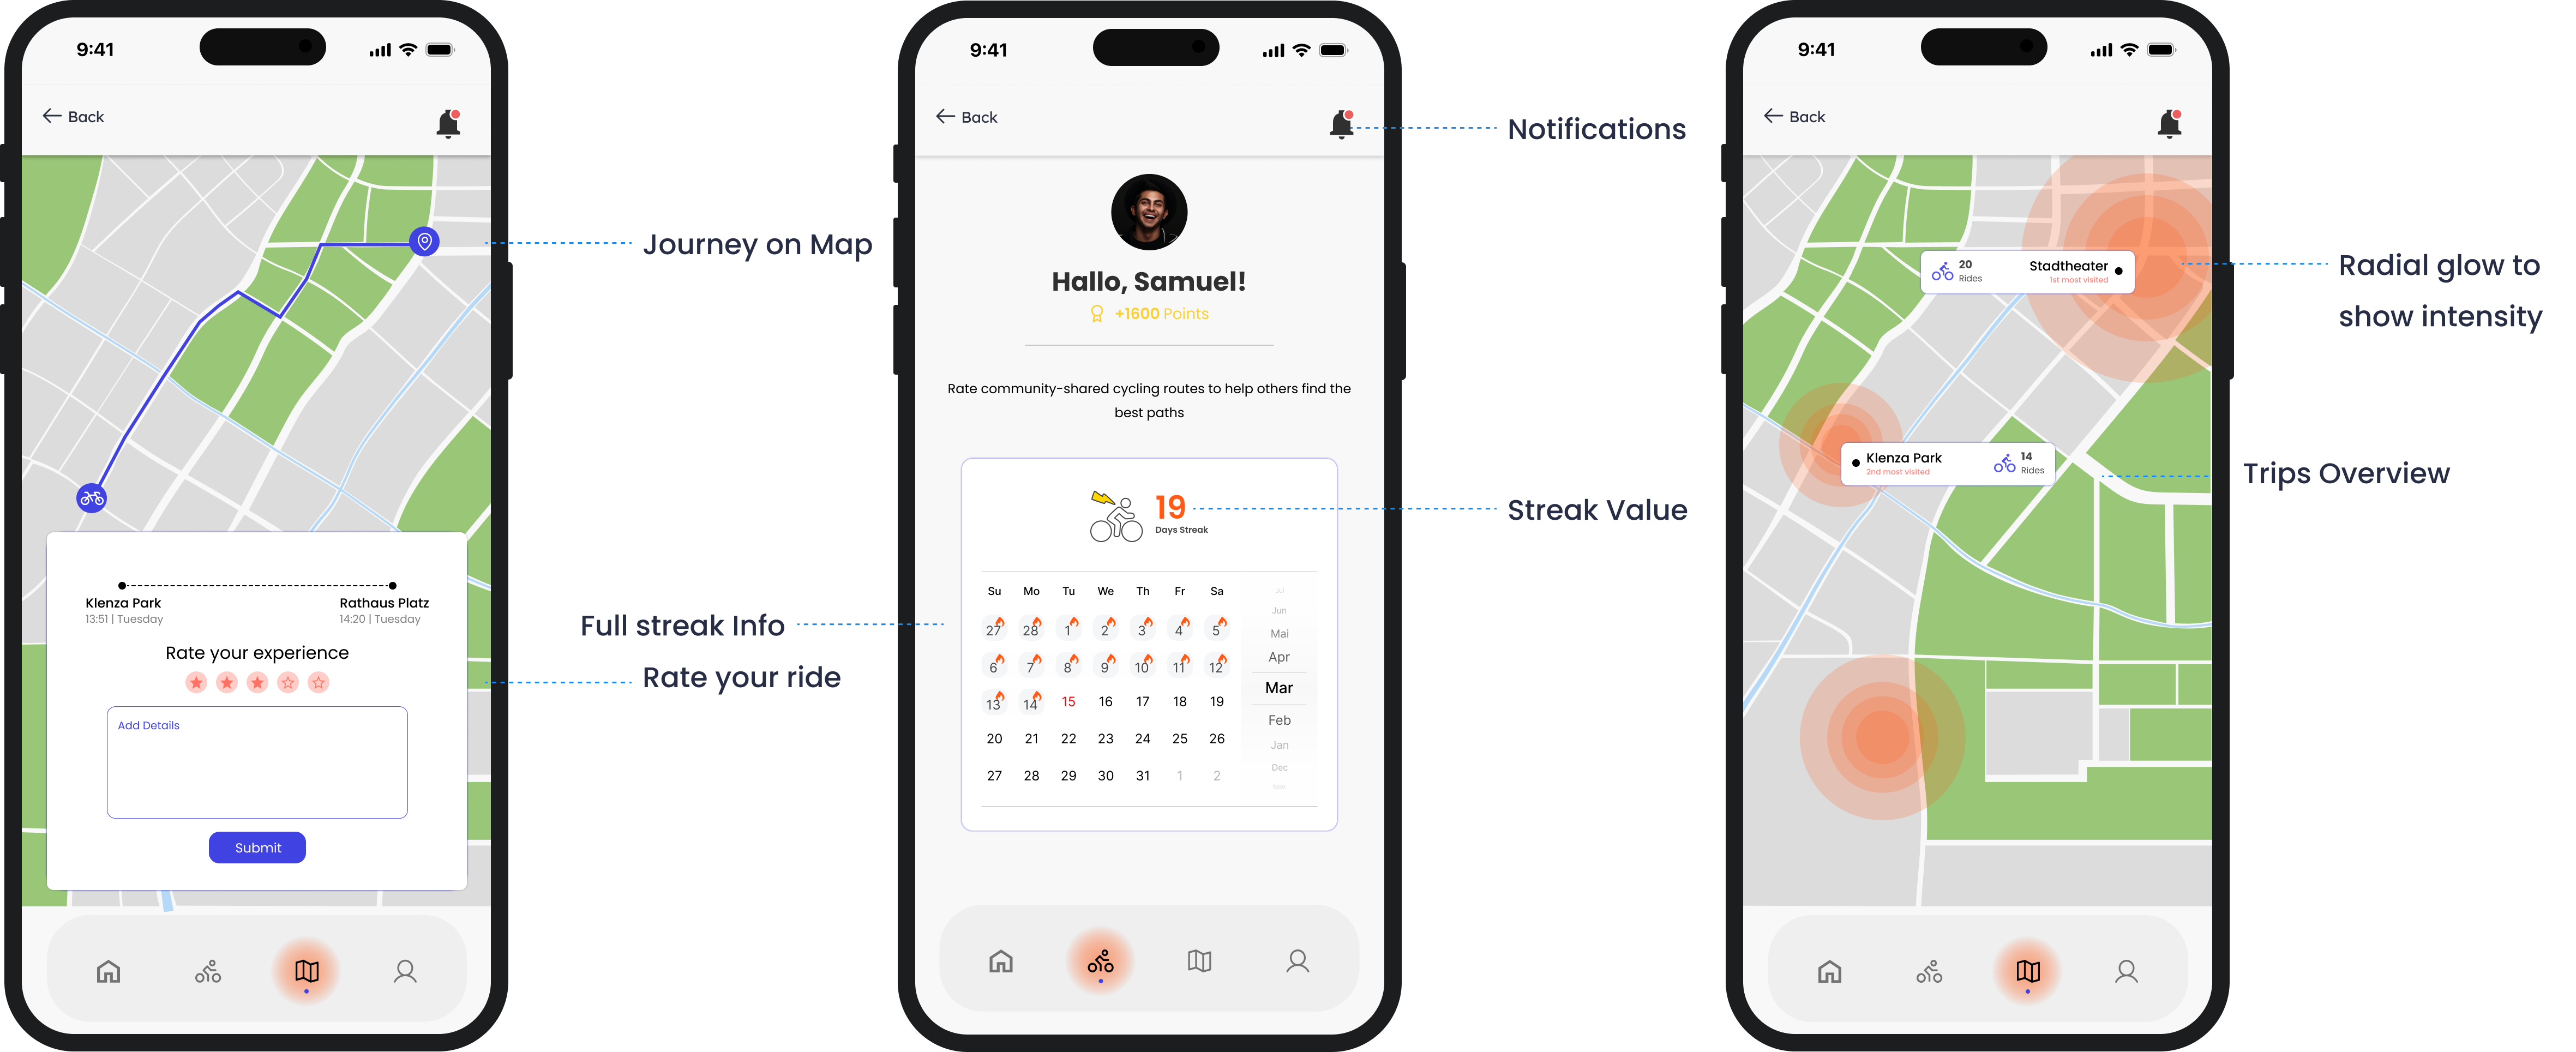 9:41
Back
Klenza Park
13:51 | Tuesday
Rathaus Platz
14:20 | Tuesday
Rate your experience
Add Details
Submit
Journey on Map
Full streak Info
Rate your ride
9:41
Back
Hallo, Samuel!
+1600 Points
Rate community-shared cycling routes to help others find the
best paths
19
Days Streak
Su Mo Tu We Th Fr Sa
27 28 1 2 3 4 5
6 7 8 9 10 11 12
13 14 15 16 17 18 19
20 21 22 23 24 25 26
27 28 29 30 31 1 2
Jul
Jun
Mai
Apr
Mar
Feb
Jan
Dec
Nov
Notifications
Streak Value
9:41
Back
20
Rides
Stadtheater
1st most visited
Klenza Park
2nd most visited
14
Rides
Radial glow to
show intensity
Trips Overview